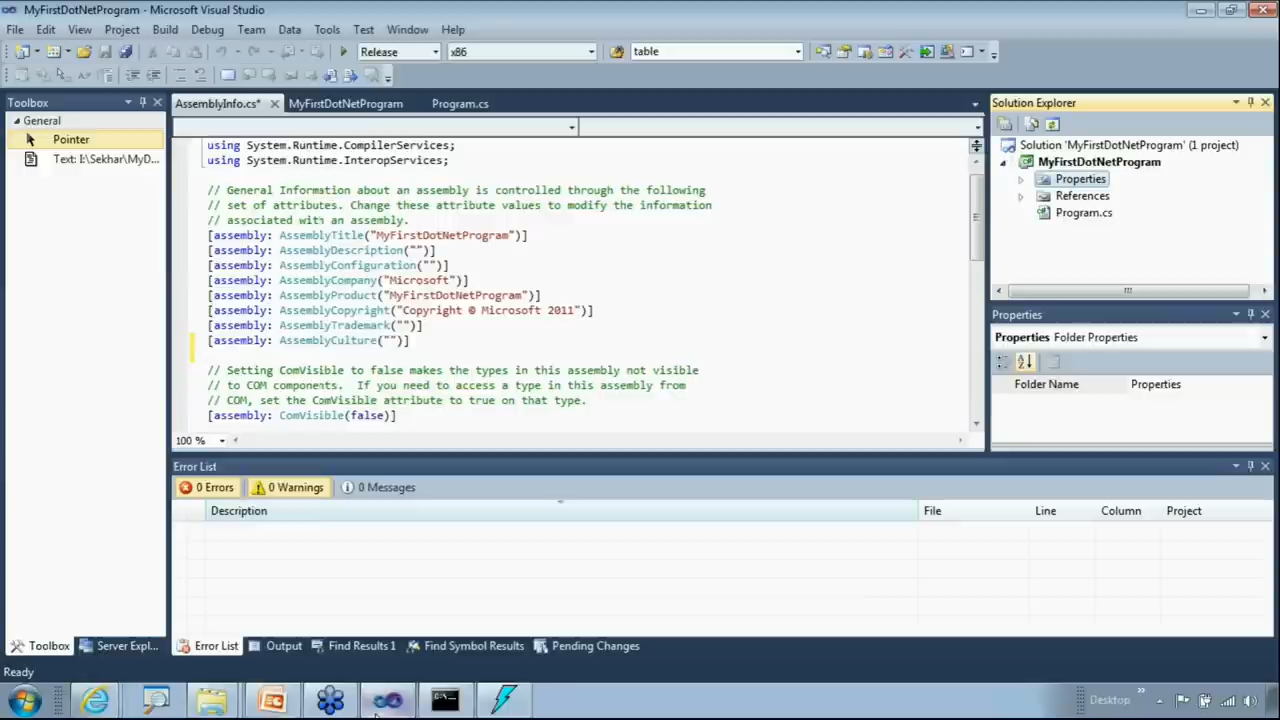 MyFirstDotNetProgram - Microsoft Visual Studio
File Edit View Project Build Debug Team Data Tools Test Window Help
Release x86 table
Toolbox
General
Pointer
Text: I:\Sekhar\MyD...
AssemblyInfo.cs* MyFirstDotNetProgram Program.cs
using System.Runtime.CompilerServices;
using System.Runtime.InteropServices;
// General Information about an assembly is controlled through the following
// set of attributes. Change these attribute values to modify the information
// associated with an assembly.
[assembly: AssemblyTitle("MyFirstDotNetProgram")]
[assembly: AssemblyDescription("")]
[assembly: AssemblyConfiguration("")]
[assembly: AssemblyCompany("Microsoft")]
[assembly: AssemblyProduct("MyFirstDotNetProgram")]
[assembly: AssemblyCopyright("Copyright © Microsoft 2011")]
[assembly: AssemblyTrademark("")]
[assembly: AssemblyCulture("")]
// Setting ComVisible to false makes the types in this assembly not visible
// to COM components.  If you need to access a type in this assembly from
// COM, set the ComVisible attribute to true on that type.
[assembly: ComVisible(false)]
100 %
Solution Explorer
Solution 'MyFirstDotNetProgram' (1 project)
MyFirstDotNetProgram
Properties
References
Program.cs
Properties
Properties Folder Properties
Folder Name Properties
Error List
0 Errors 0 Warnings 0 Messages
Description File Line Column Project
Toolbox Server Expl...
Error List Output Find Results 1 Find Symbol Results Pending Changes
Ready
Desktop